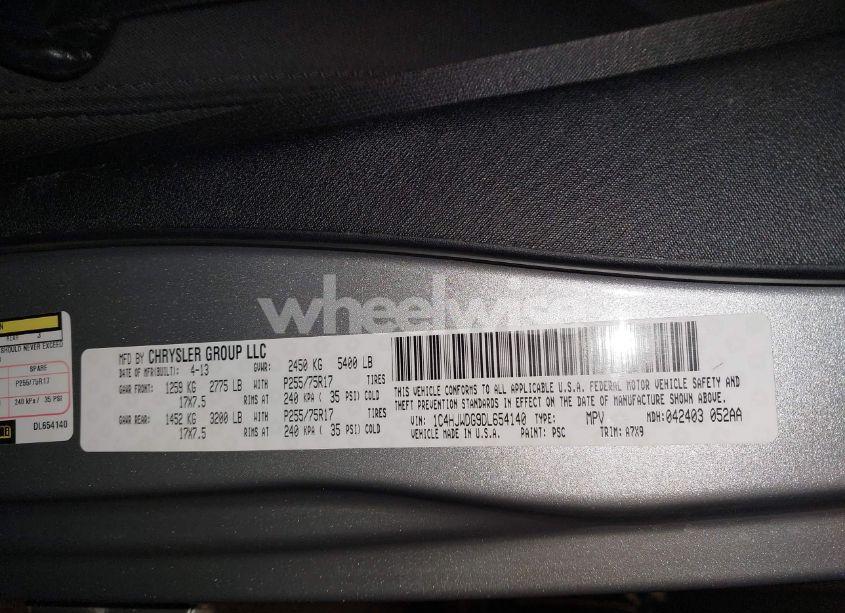 wheelwise
N
REAR 3
SHOULD NEVER EXCEED
SPARE
P255/75R17
240 kPa/ 35 PSI
DL654140
MFD BY CHRYSLER GROUP LLC
DATE OF MFR(BUILT): 4-13 GVWR: 2450 KG 5400 LB
GAWR FRONT: 1259 KG 2775 LB WITH P255/75R17 TIRES
17X7.5 RIMS AT 240 KPA ( 35 PSI) COLD
GAWR REAR: 1452 KG 3200 LB WITH P255/75R17 TIRES
17X7.5 RIMS AT 240 KPA ( 35 PSI) COLD
THIS VEHICLE CONFORMS TO ALL APPLICABLE U.S.A. FEDERAL MOTOR VEHICLE SAFETY AND
THEFT PREVENTION STANDARDS IN EFFECT ON THE DATE OF MANUFACTURE SHOWN ABOVE.
VIN: 1C4HJWDG9DL654140 TYPE: MPV MDH: 042403 052AA
VEHICLE MADE IN U.S.A. PAINT: PSC TRIM: A7X9